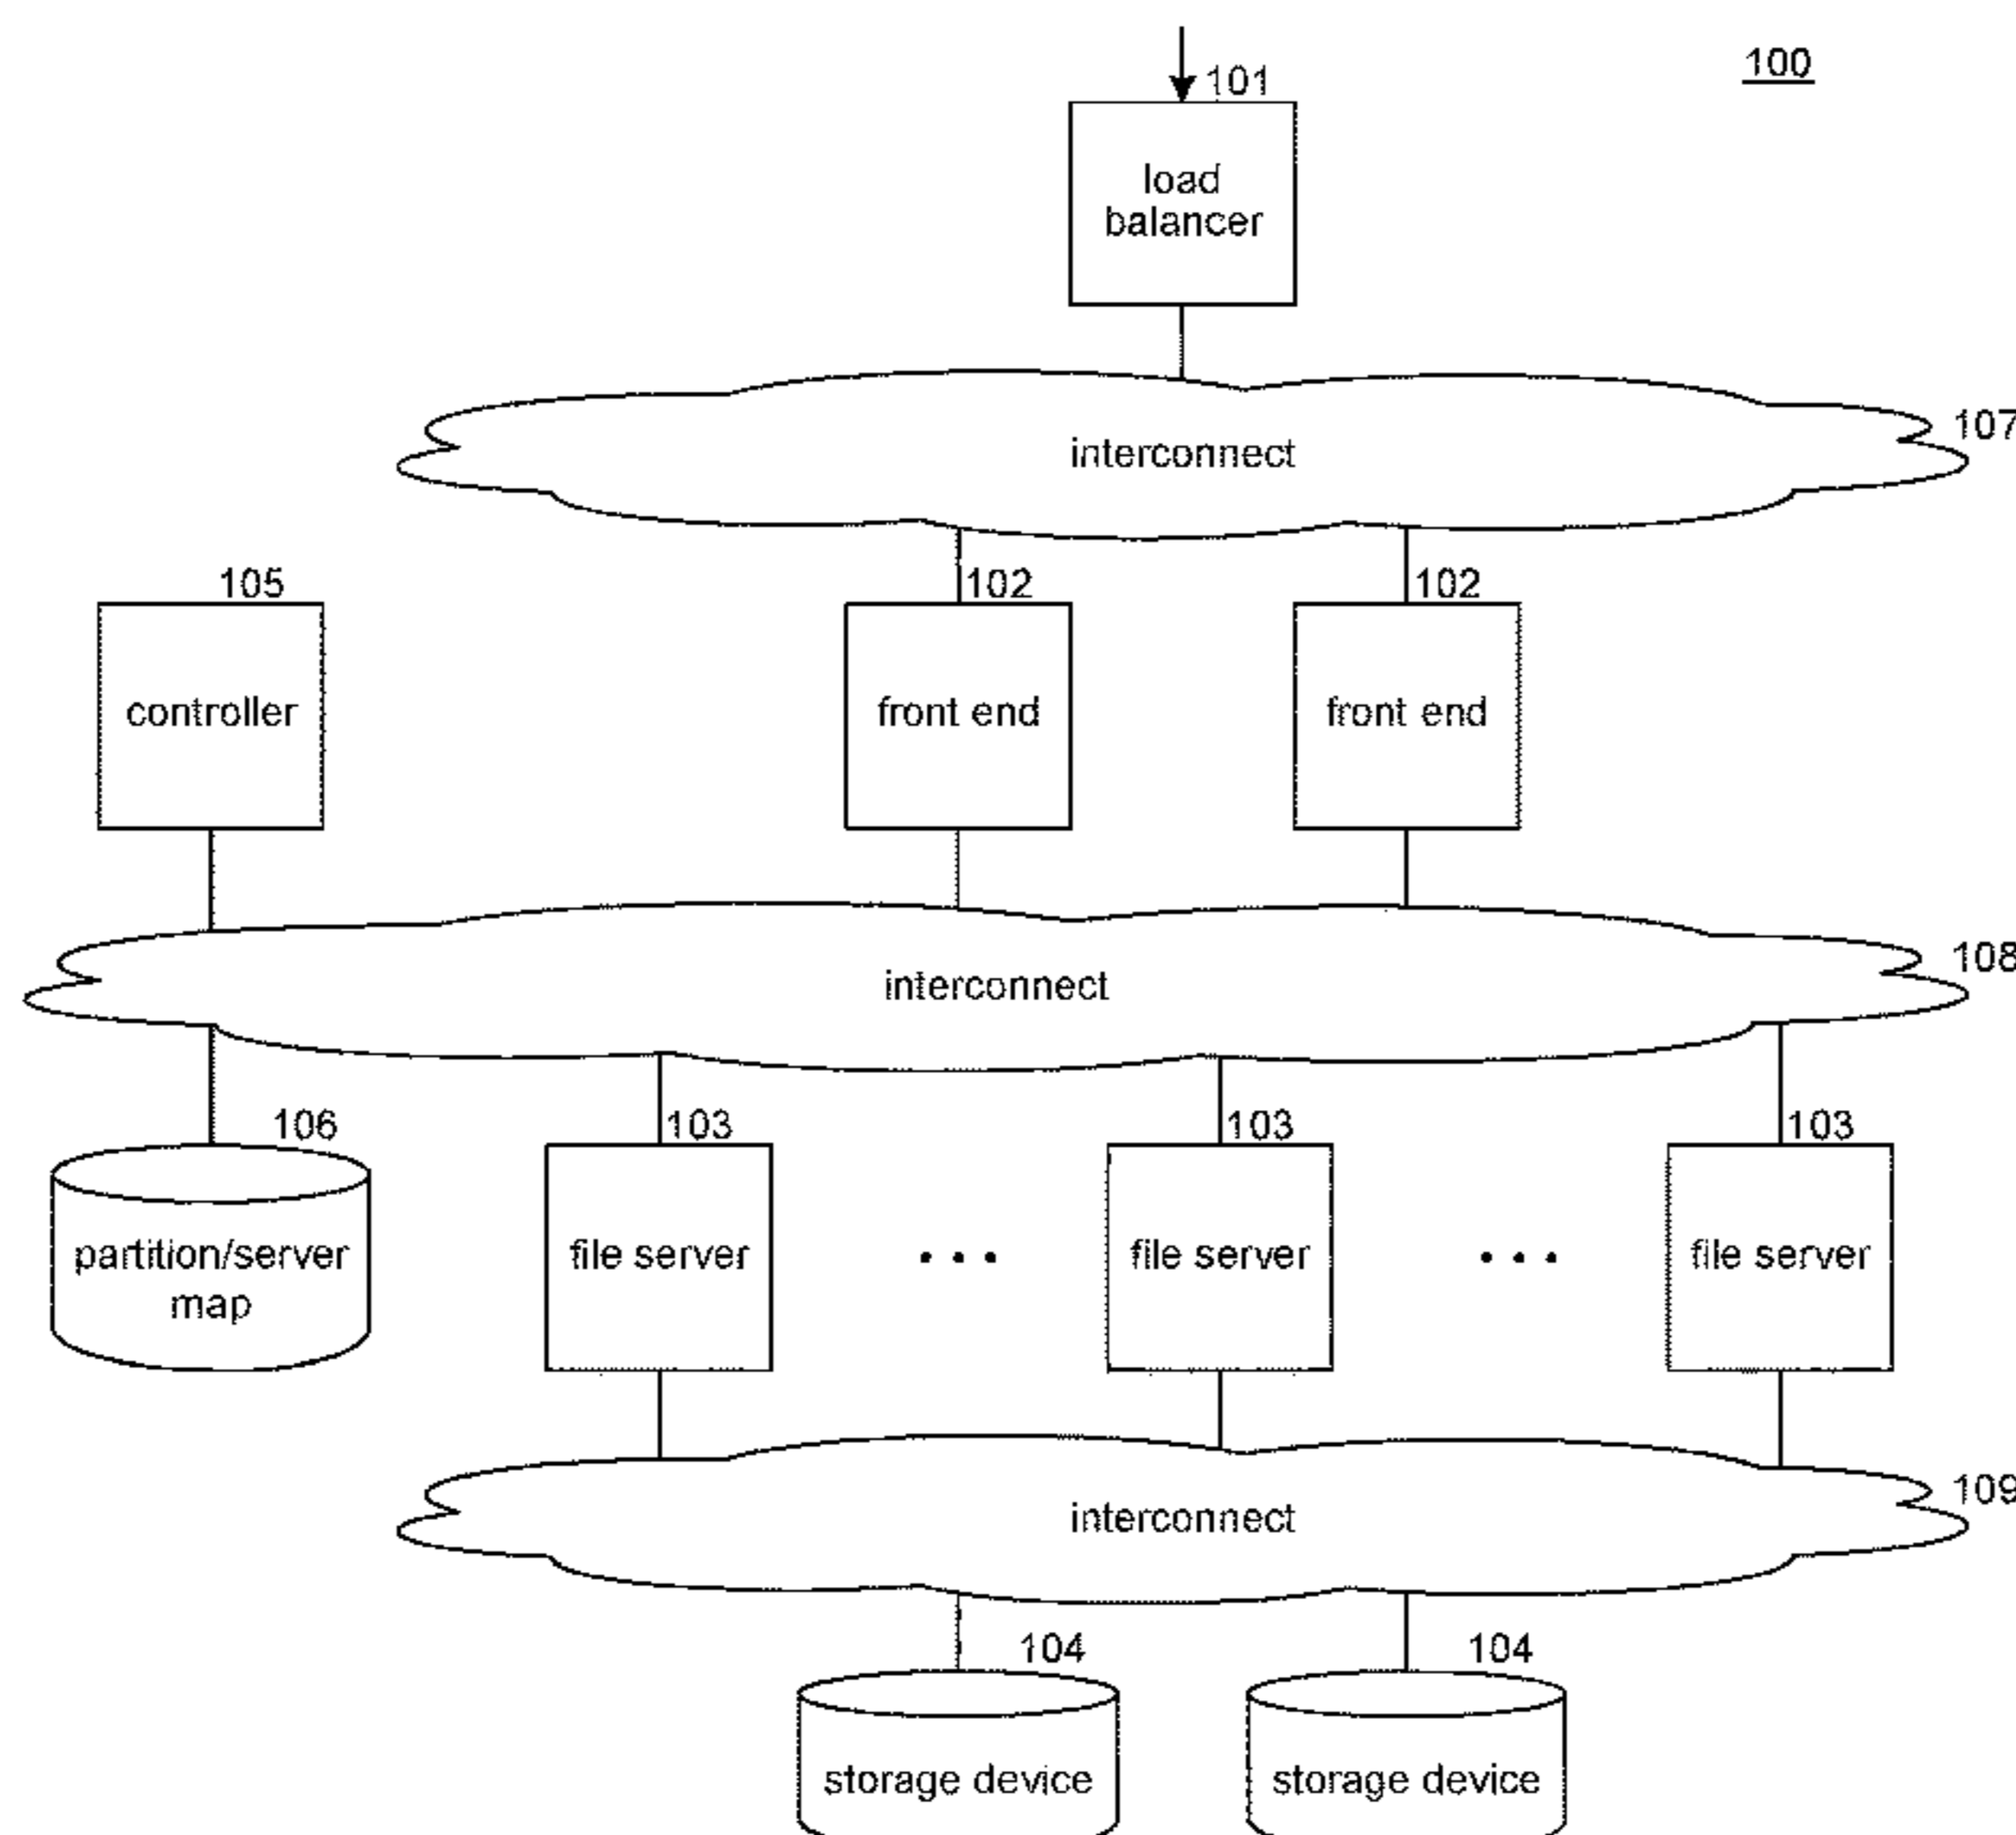 100
101
load
balancer
interconnect
107
105
102
102
controller
front end
front end
interconnect
108
106
103
103
103
partition/server
map
file server
• • •
file server
• • •
file server
interconnect
109
104
104
storage device
storage device